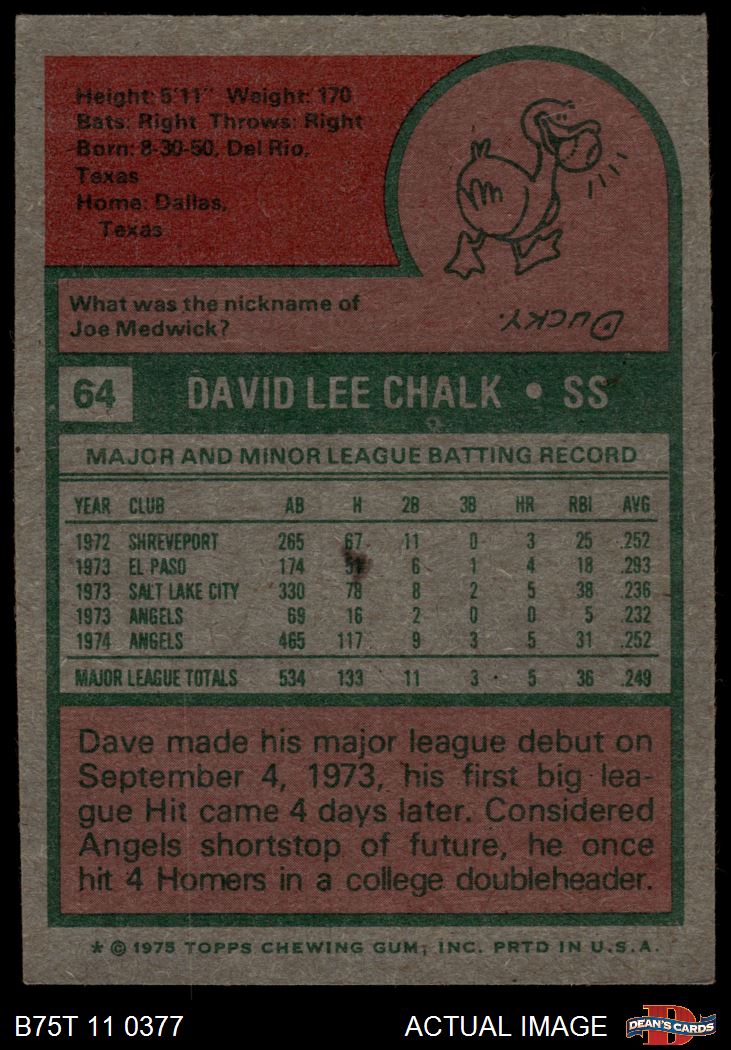 Height: 5'11" Weight: 170
Bats: Right Throws: Right
Born: 8-30-50, Del Rio,
Texas
Home: Dallas,
Texas
What was the nickname of
Joe Medwick?
DUCKY.
64 DAVID LEE CHALK • SS
MAJOR AND MINOR LEAGUE BATTING RECORD
YEAR CLUB AB H 2B 3B HR RBI AVG
1972 SHREVEPORT 265 67 11 0 3 25 .252
1973 EL PASO 174 51 6 1 4 18 .293
1973 SALT LAKE CITY 330 78 8 2 5 38 .236
1973 ANGELS 69 16 2 0 0 5 .232
1974 ANGELS 465 117 9 3 5 31 .252
MAJOR LEAGUE TOTALS 534 133 11 3 5 36 .249
Dave made his major league debut on
September 4, 1973, his first big lea-
gue Hit came 4 days later. Considered
Angels shortstop of future, he once
hit 4 Homers in a college doubleheader.
* © 1975 TOPPS CHEWING GUM, INC. PRTD IN U.S.A.
B75T 11 0377 ACTUAL IMAGE DEAN'S CARDS